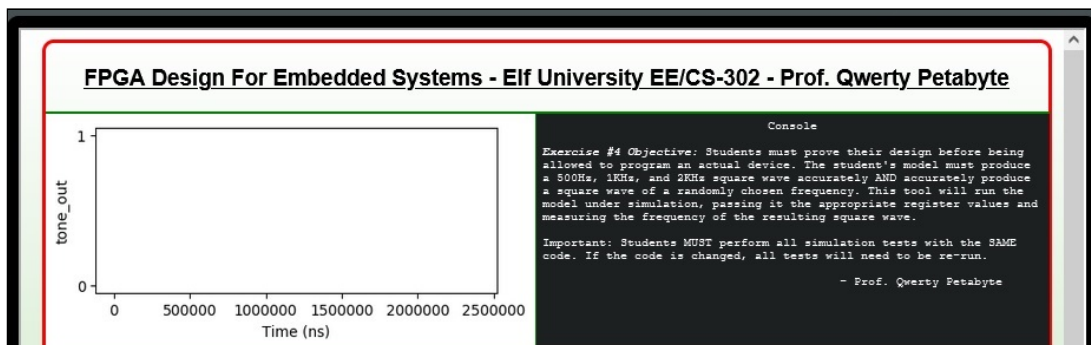 FPGA Design For Embedded Systems - Elf University EE/CS-302 - Prof. Qwerty Petabyte
1
tone_out
0
0 500000 1000000 1500000 2000000 2500000
Time (ns)
Console
Exercise #4 Objective: Students must prove their design before being
allowed to program an actual device. The student's model must produce
a 500Hz, 1KHz, and 2KHz square wave accurately AND accurately produce
a square wave of a randomly chosen frequency. This tool will run the
model under simulation, passing it the appropriate register values and
measuring the frequency of the resulting square wave.
Important: Students MUST perform all simulation tests with the SAME
code. If the code is changed, all tests will need to be re-run.
- Prof. Qwerty Petabyte